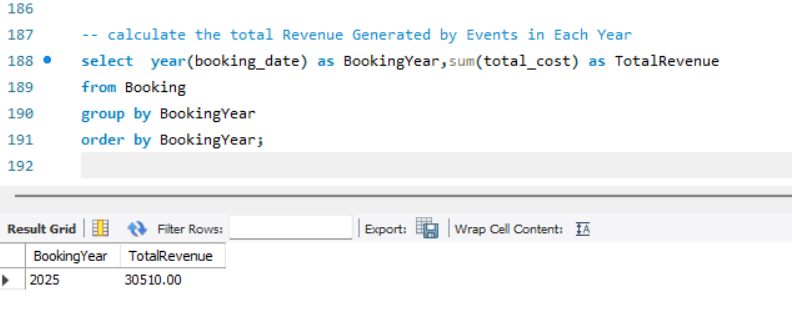 186
187 -- calculate the total Revenue Generated by Events in Each Year
188 select  year(booking_date) as BookingYear,sum(total_cost) as TotalRevenue
189 from Booking
190 group by BookingYear
191 order by BookingYear;
192
Result Grid Filter Rows: Export: Wrap Cell Content: IA
BookingYear TotalRevenue
2025 30510.00